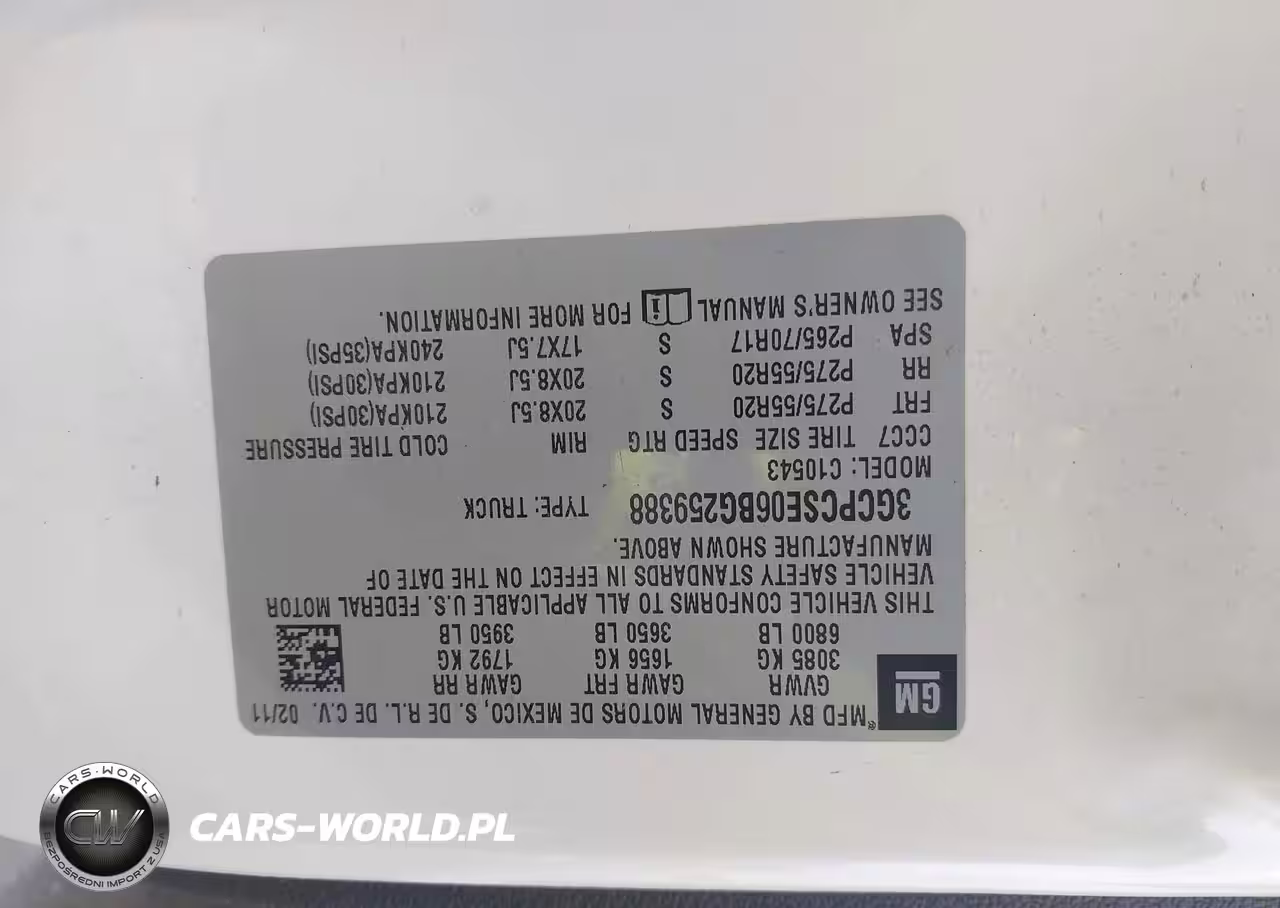 GM
® MFD BY GENERAL MOTORS DE MEXICO, S. DE R.L. DE C.V. 02/11
GVWR GAWR FRT GAWR RR
3085 KG 1656 KG 1792 KG
6800 LB 3650 LB 3950 LB
THIS VEHICLE CONFORMS TO ALL APPLICABLE U.S. FEDERAL MOTOR
VEHICLE SAFETY STANDARDS IN EFFECT ON THE DATE OF
MANUFACTURE SHOWN ABOVE.
3GCPCSE06BG259388 TYPE: TRUCK
MODEL: C10543
CCC7 TIRE SIZE SPEED RTG RIM COLD TIRE PRESSURE
FRT P275/55R20 S 20X8.5J 210KPA(30PSI)
RR P275/55R20 S 20X8.5J 210KPA(30PSI)
SPA P265/70R17 S 17X7.5J 240KPA(35PSI)
SEE OWNER'S MANUAL i FOR MORE INFORMATION.
CARS-WORLD
CW
BEZPOŚREDNI IMPORT Z USA
CARS-WORLD.PL